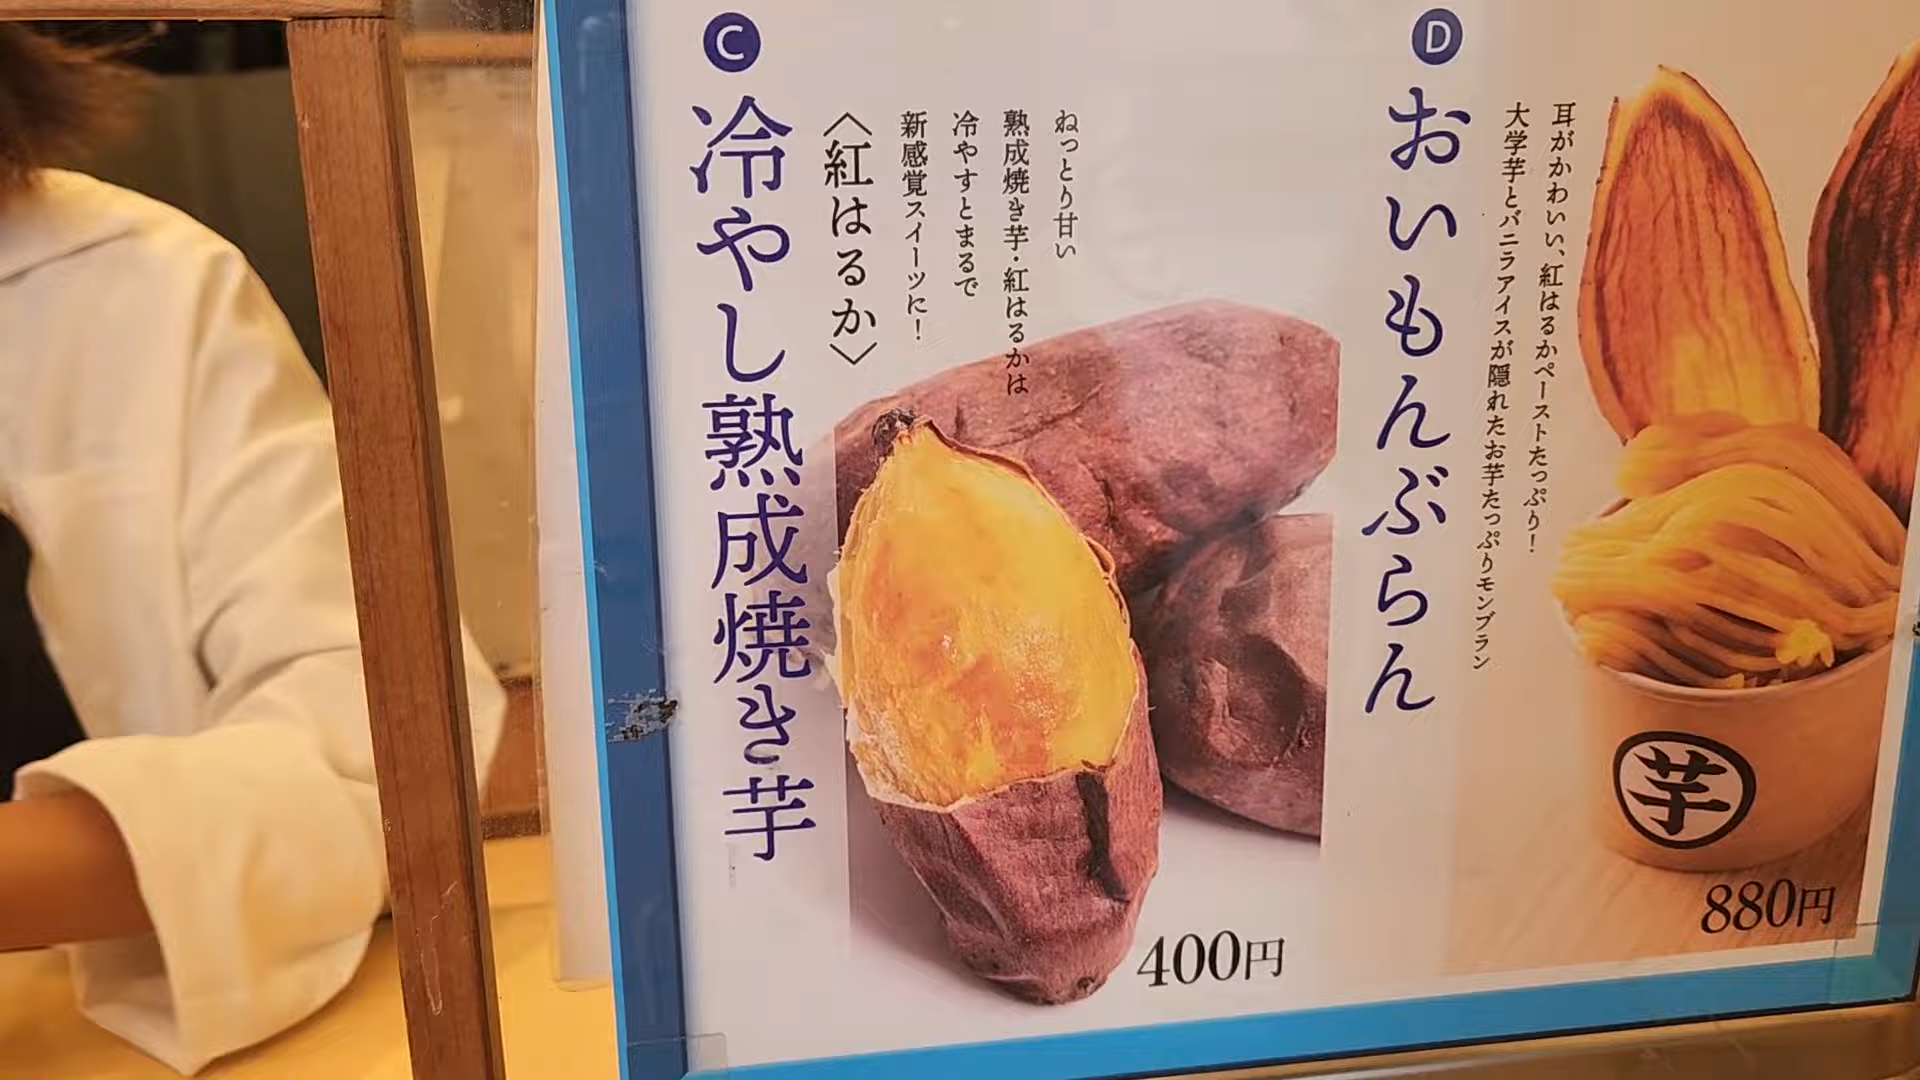 C
冷やし熟成焼き芋
〈紅はるか〉
ねっとり甘い
熟成焼き芋・紅はるかは
冷やすとまるで
新感覚スイーツに!
400円
D
おいもんぶらん
耳がかわいい、紅はるかペーストたっぷり!
大学芋とバニラアイスが隠れたお芋たっぷりモンブラン
芋
880円